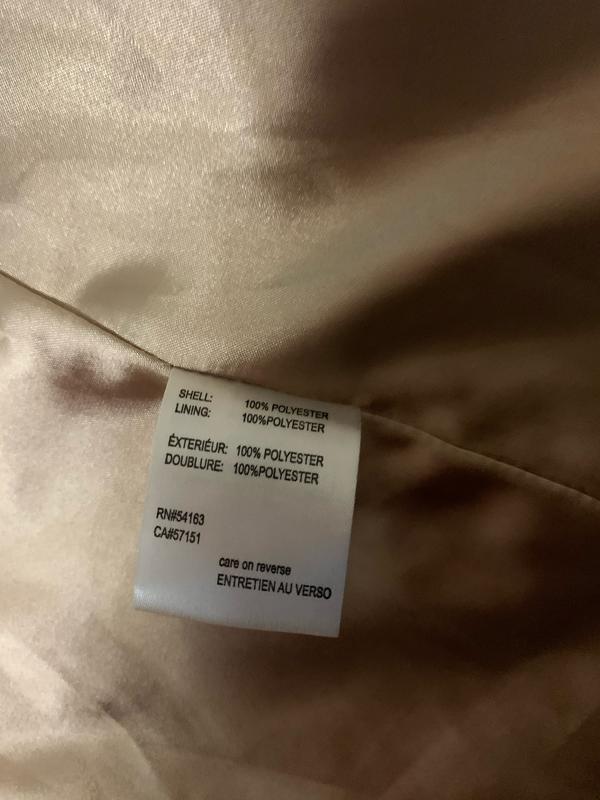 SHELL: 100% POLYESTER
LINING: 100%POLYESTER
ÉXTERIÉUR: 100% POLYESTER
DOUBLURE: 100%POLYESTER
RN#54163
CA#57151
care on reverse
ENTRETIEN AU VERSO